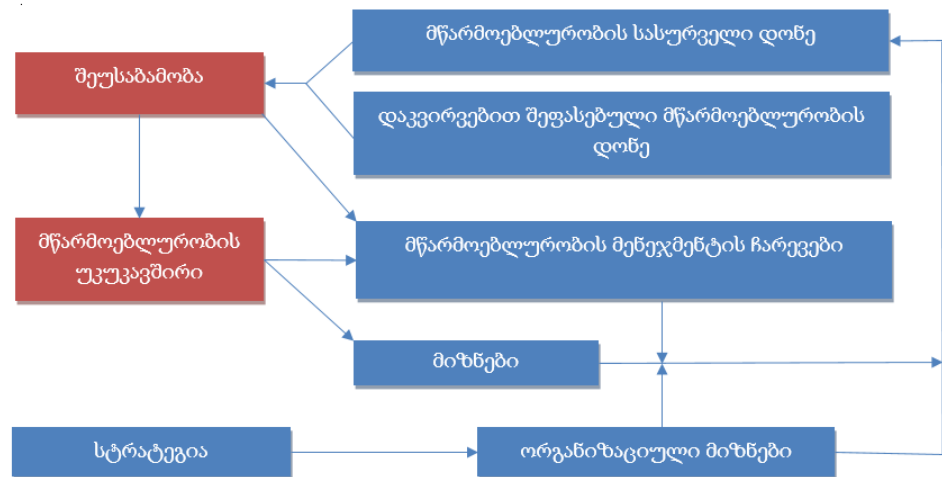 მწარმოებლურობის სასურველი დონე
შეუსაბამობა
დაკვირვებით შეფასებული მწარმოებლურობის
დონე
მწარმოებლურობის
უკუკავშირი
მწარმოებლურობის მენეჯმენტის ჩარევები
მიზნები
სტრატეგია
ორგანიზაციული მიზნები